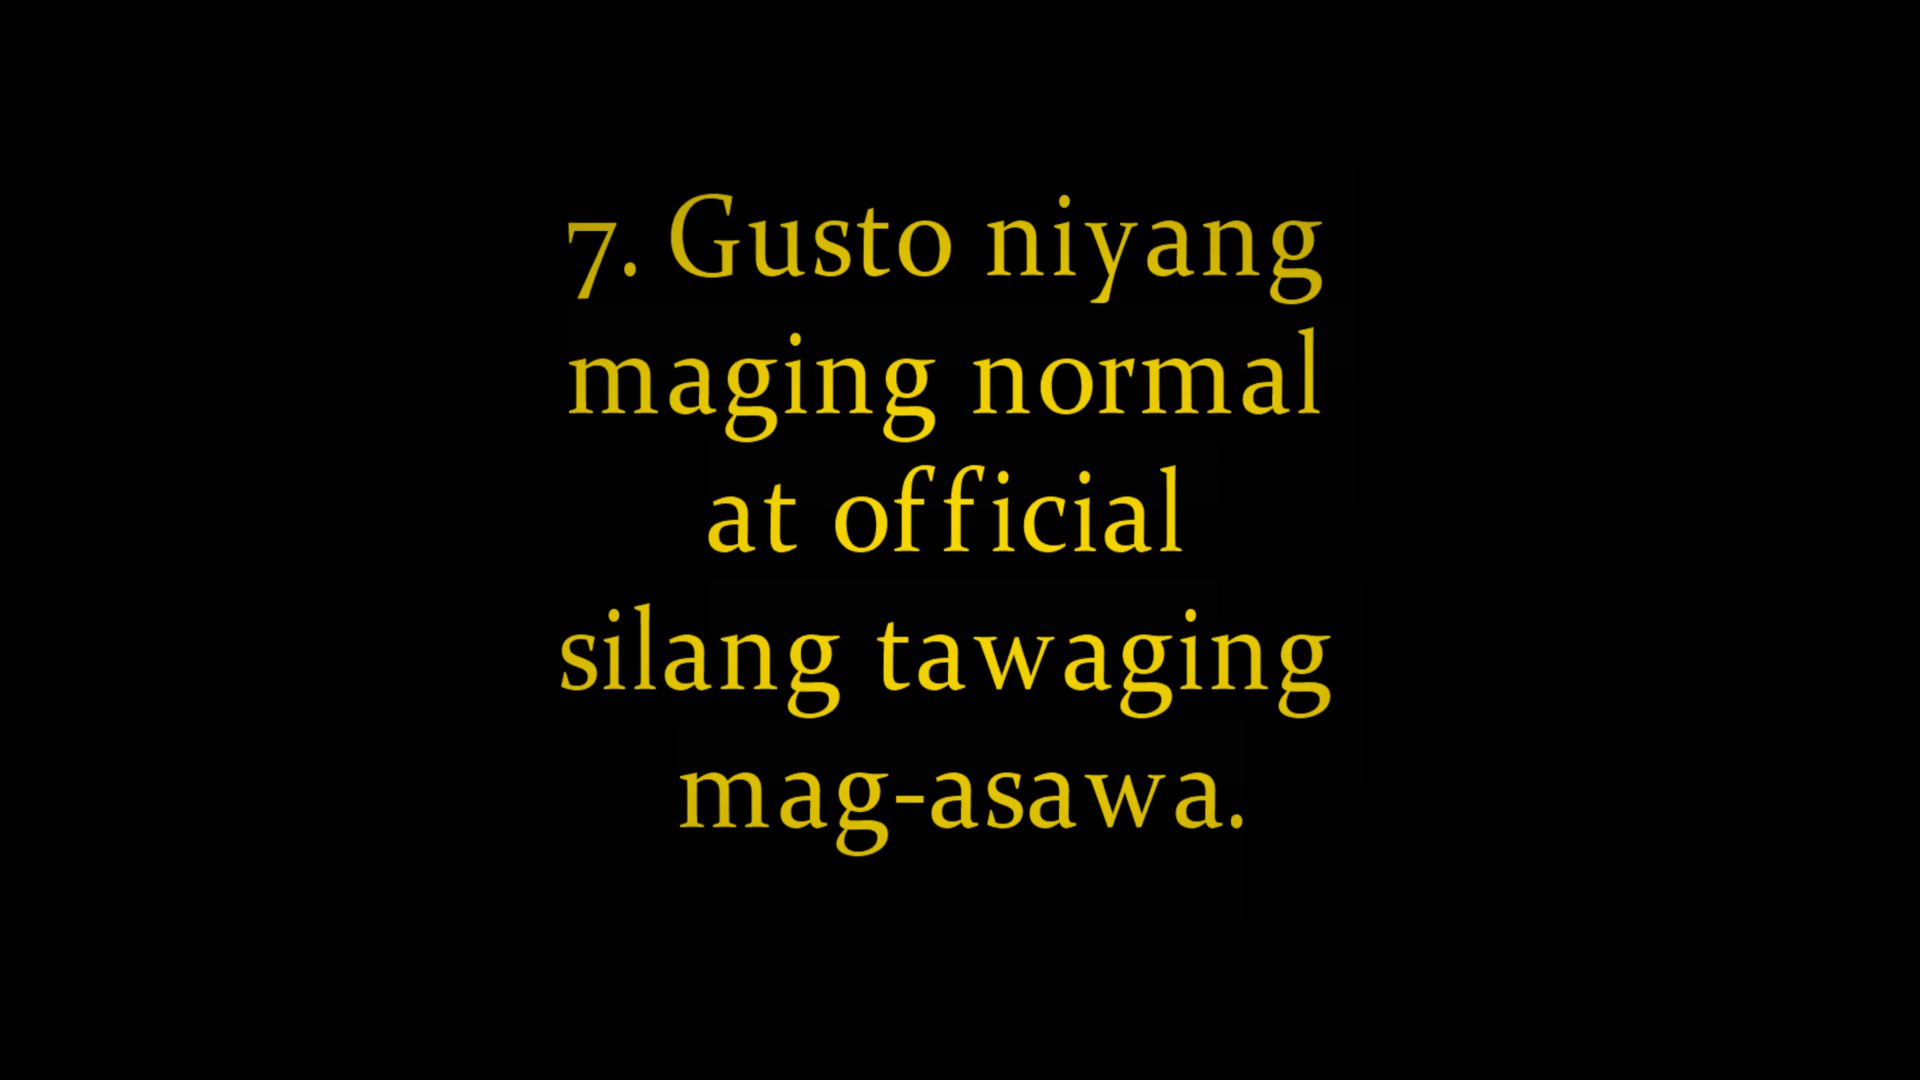 7. Gusto niyang
maging normal
at official
silang tawaging
mag-asawa.